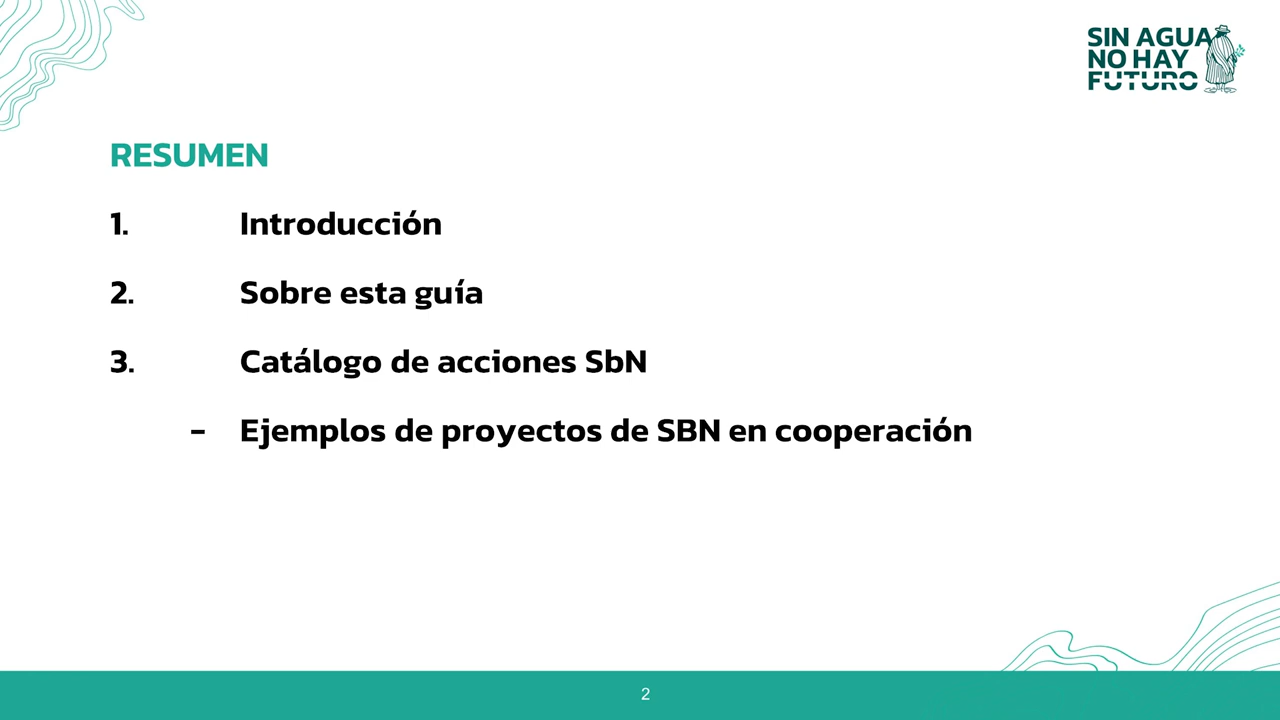 SIN AGUA
NO HAY
FUTURO
RESUMEN
1. Introducción
2. Sobre esta guía
3. Catálogo de acciones SbN
- Ejemplos de proyectos de SBN en cooperación
2